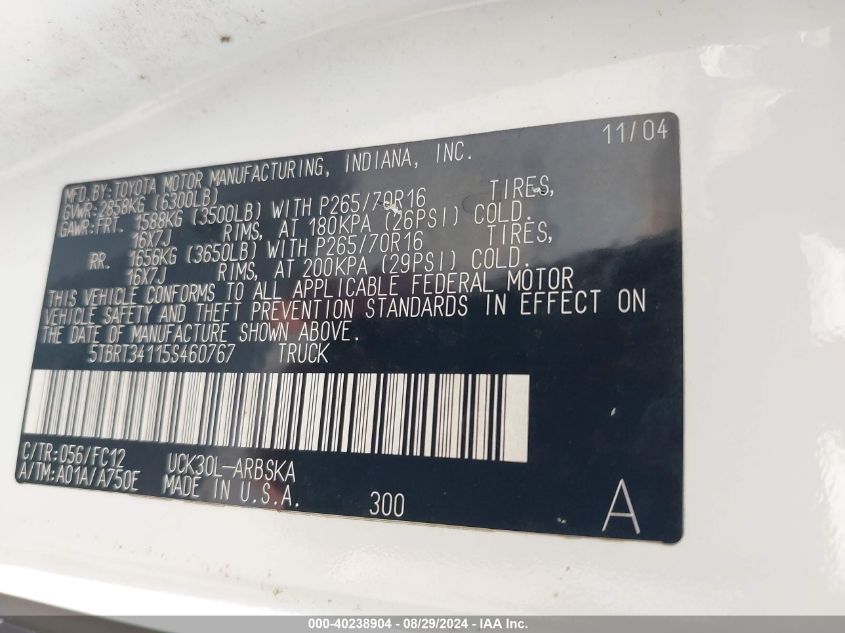 11/04
MFD.BY: TOYOTA MOTOR MANUFACTURING, INDIANA, INC.
GVWR: 2858KG (6300LB)
GAWR: FRT. 1588KG (3500LB) WITH P265/70R16 TIRES,
16X7J RIMS, AT 180KPA (26PSI) COLD.
RR. 1656KG (3650LB) WITH P265/70R16 TIRES,
16X7J RIMS, AT 200KPA (29PSI) COLD.
THIS VEHICLE CONFORMS TO ALL APPLICABLE FEDERAL MOTOR
VEHICLE SAFETY AND THEFT PREVENTION STANDARDS IN EFFECT ON
THE DATE OF MANUFACTURE SHOWN ABOVE.
5TBRT34115S460767 TRUCK
C/TR: 056/FC12 UCK30L-ARBSKA
A/TM: A01A/A750E MADE IN U.S.A.
300
A
000-40238904 - 08/29/2024 - IAA Inc.